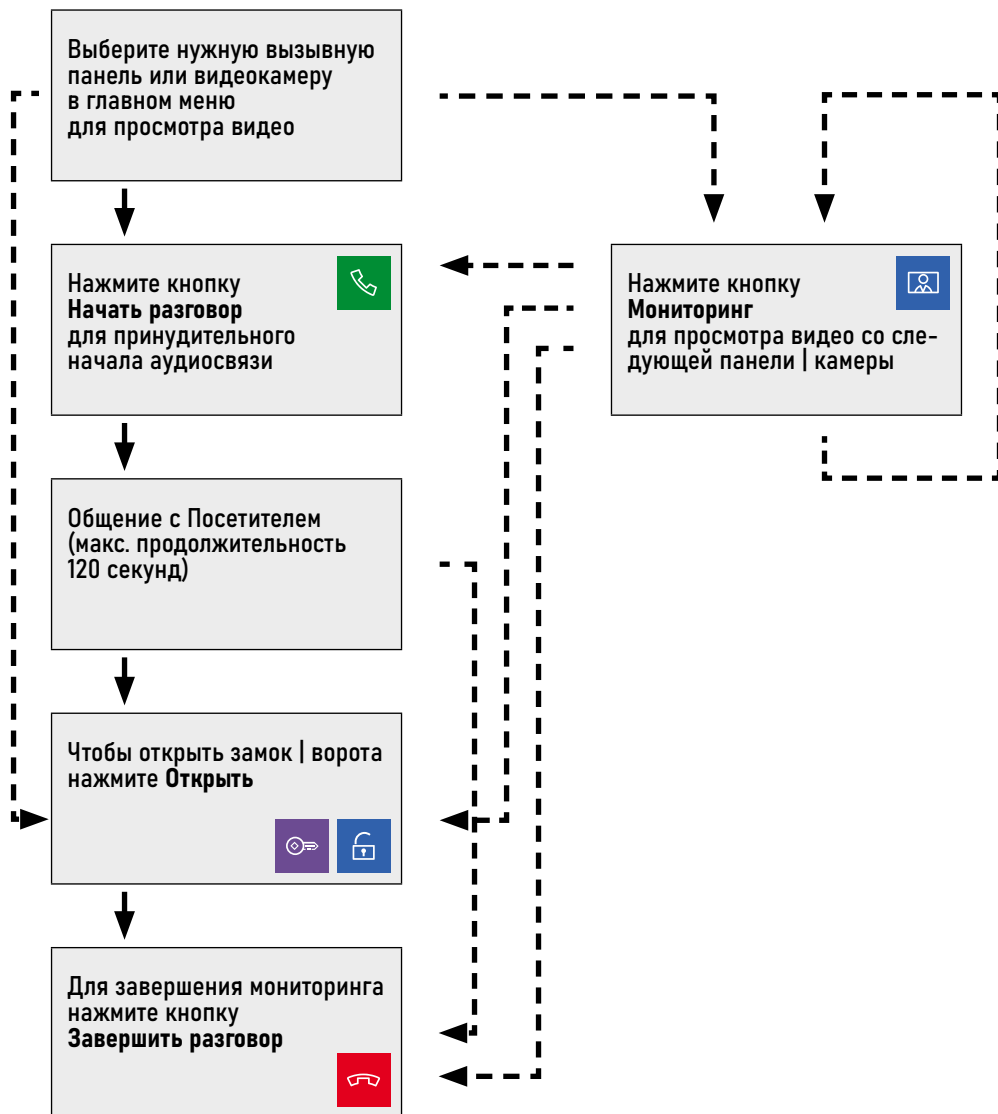 Выберите нужную вызывную
панель или видеокамеру
в главном меню
для просмотра видео
Нажмите кнопку
Начать разговор
для принудительного
начала аудиосвязи
Нажмите кнопку
Мониторинг
для просмотра видео со сле-
дующей панели | камеры
Общение с Посетителем
(макс. продолжительность
120 секунд)
Чтобы открыть замок | ворота
нажмите Открыть
Для завершения мониторинга
нажмите кнопку
Завершить разговор